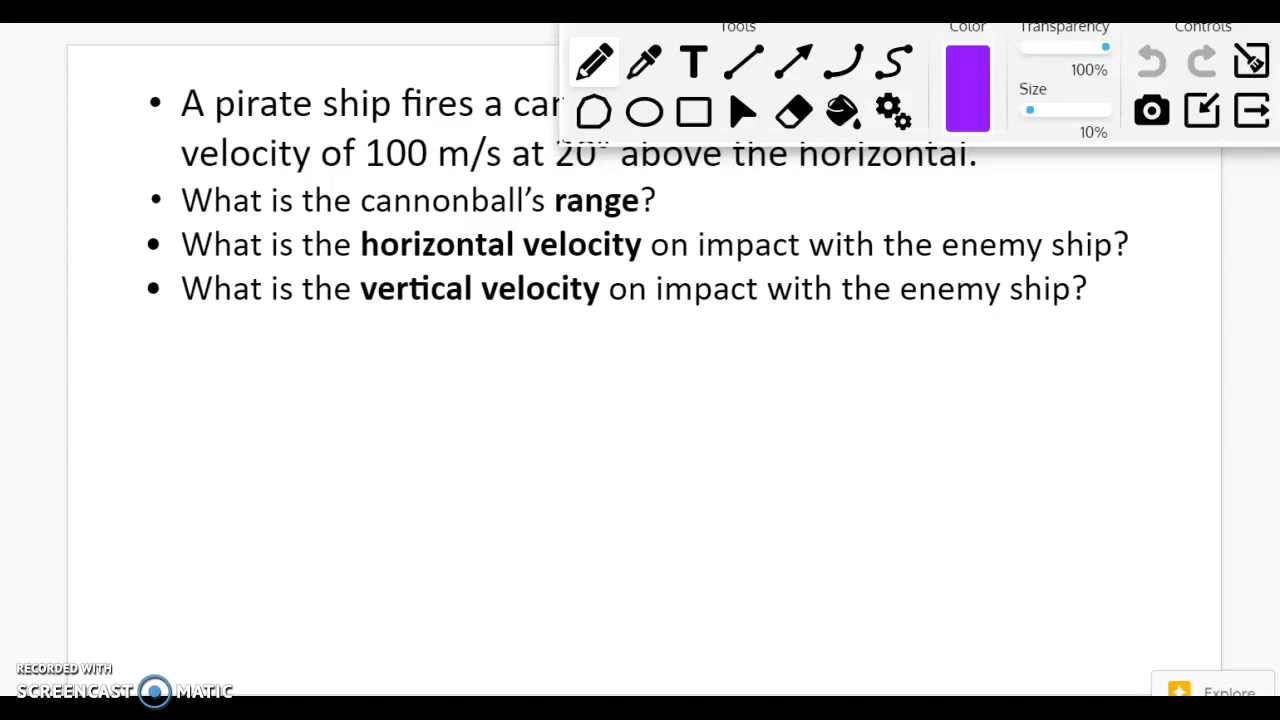 Tools Color Transparency Controls
100%
Size
10%
• A pirate ship fires a
velocity of 100 m/s at 20° above the horizontal.
• What is the cannonball’s range?
• What is the horizontal velocity on impact with the enemy ship?
• What is the vertical velocity on impact with the enemy ship?
RECORDED WITH
SCREENCAST MATIC
Explore